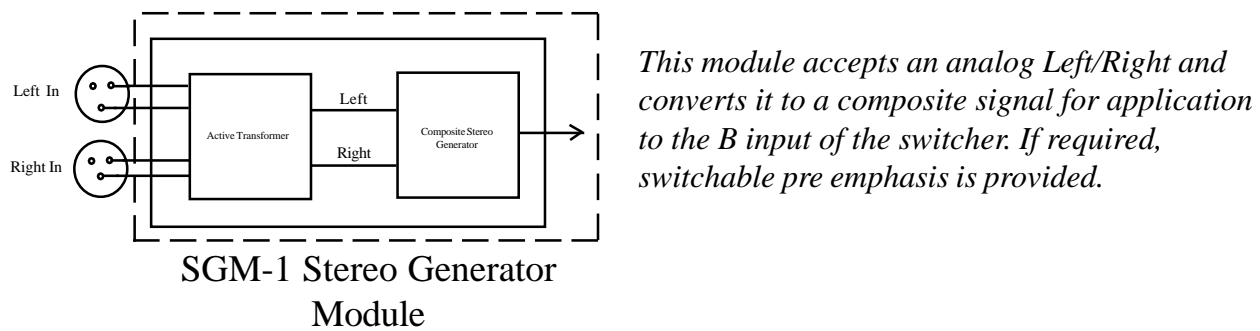 Left In
Right In
Active Transformer
Left
Right
Composite Stereo
Generator
SGM-1 Stereo Generator
Module
This module accepts an analog Left/Right and
converts it to a composite signal for application
to the B input of the switcher. If required,
switchable pre emphasis is provided.